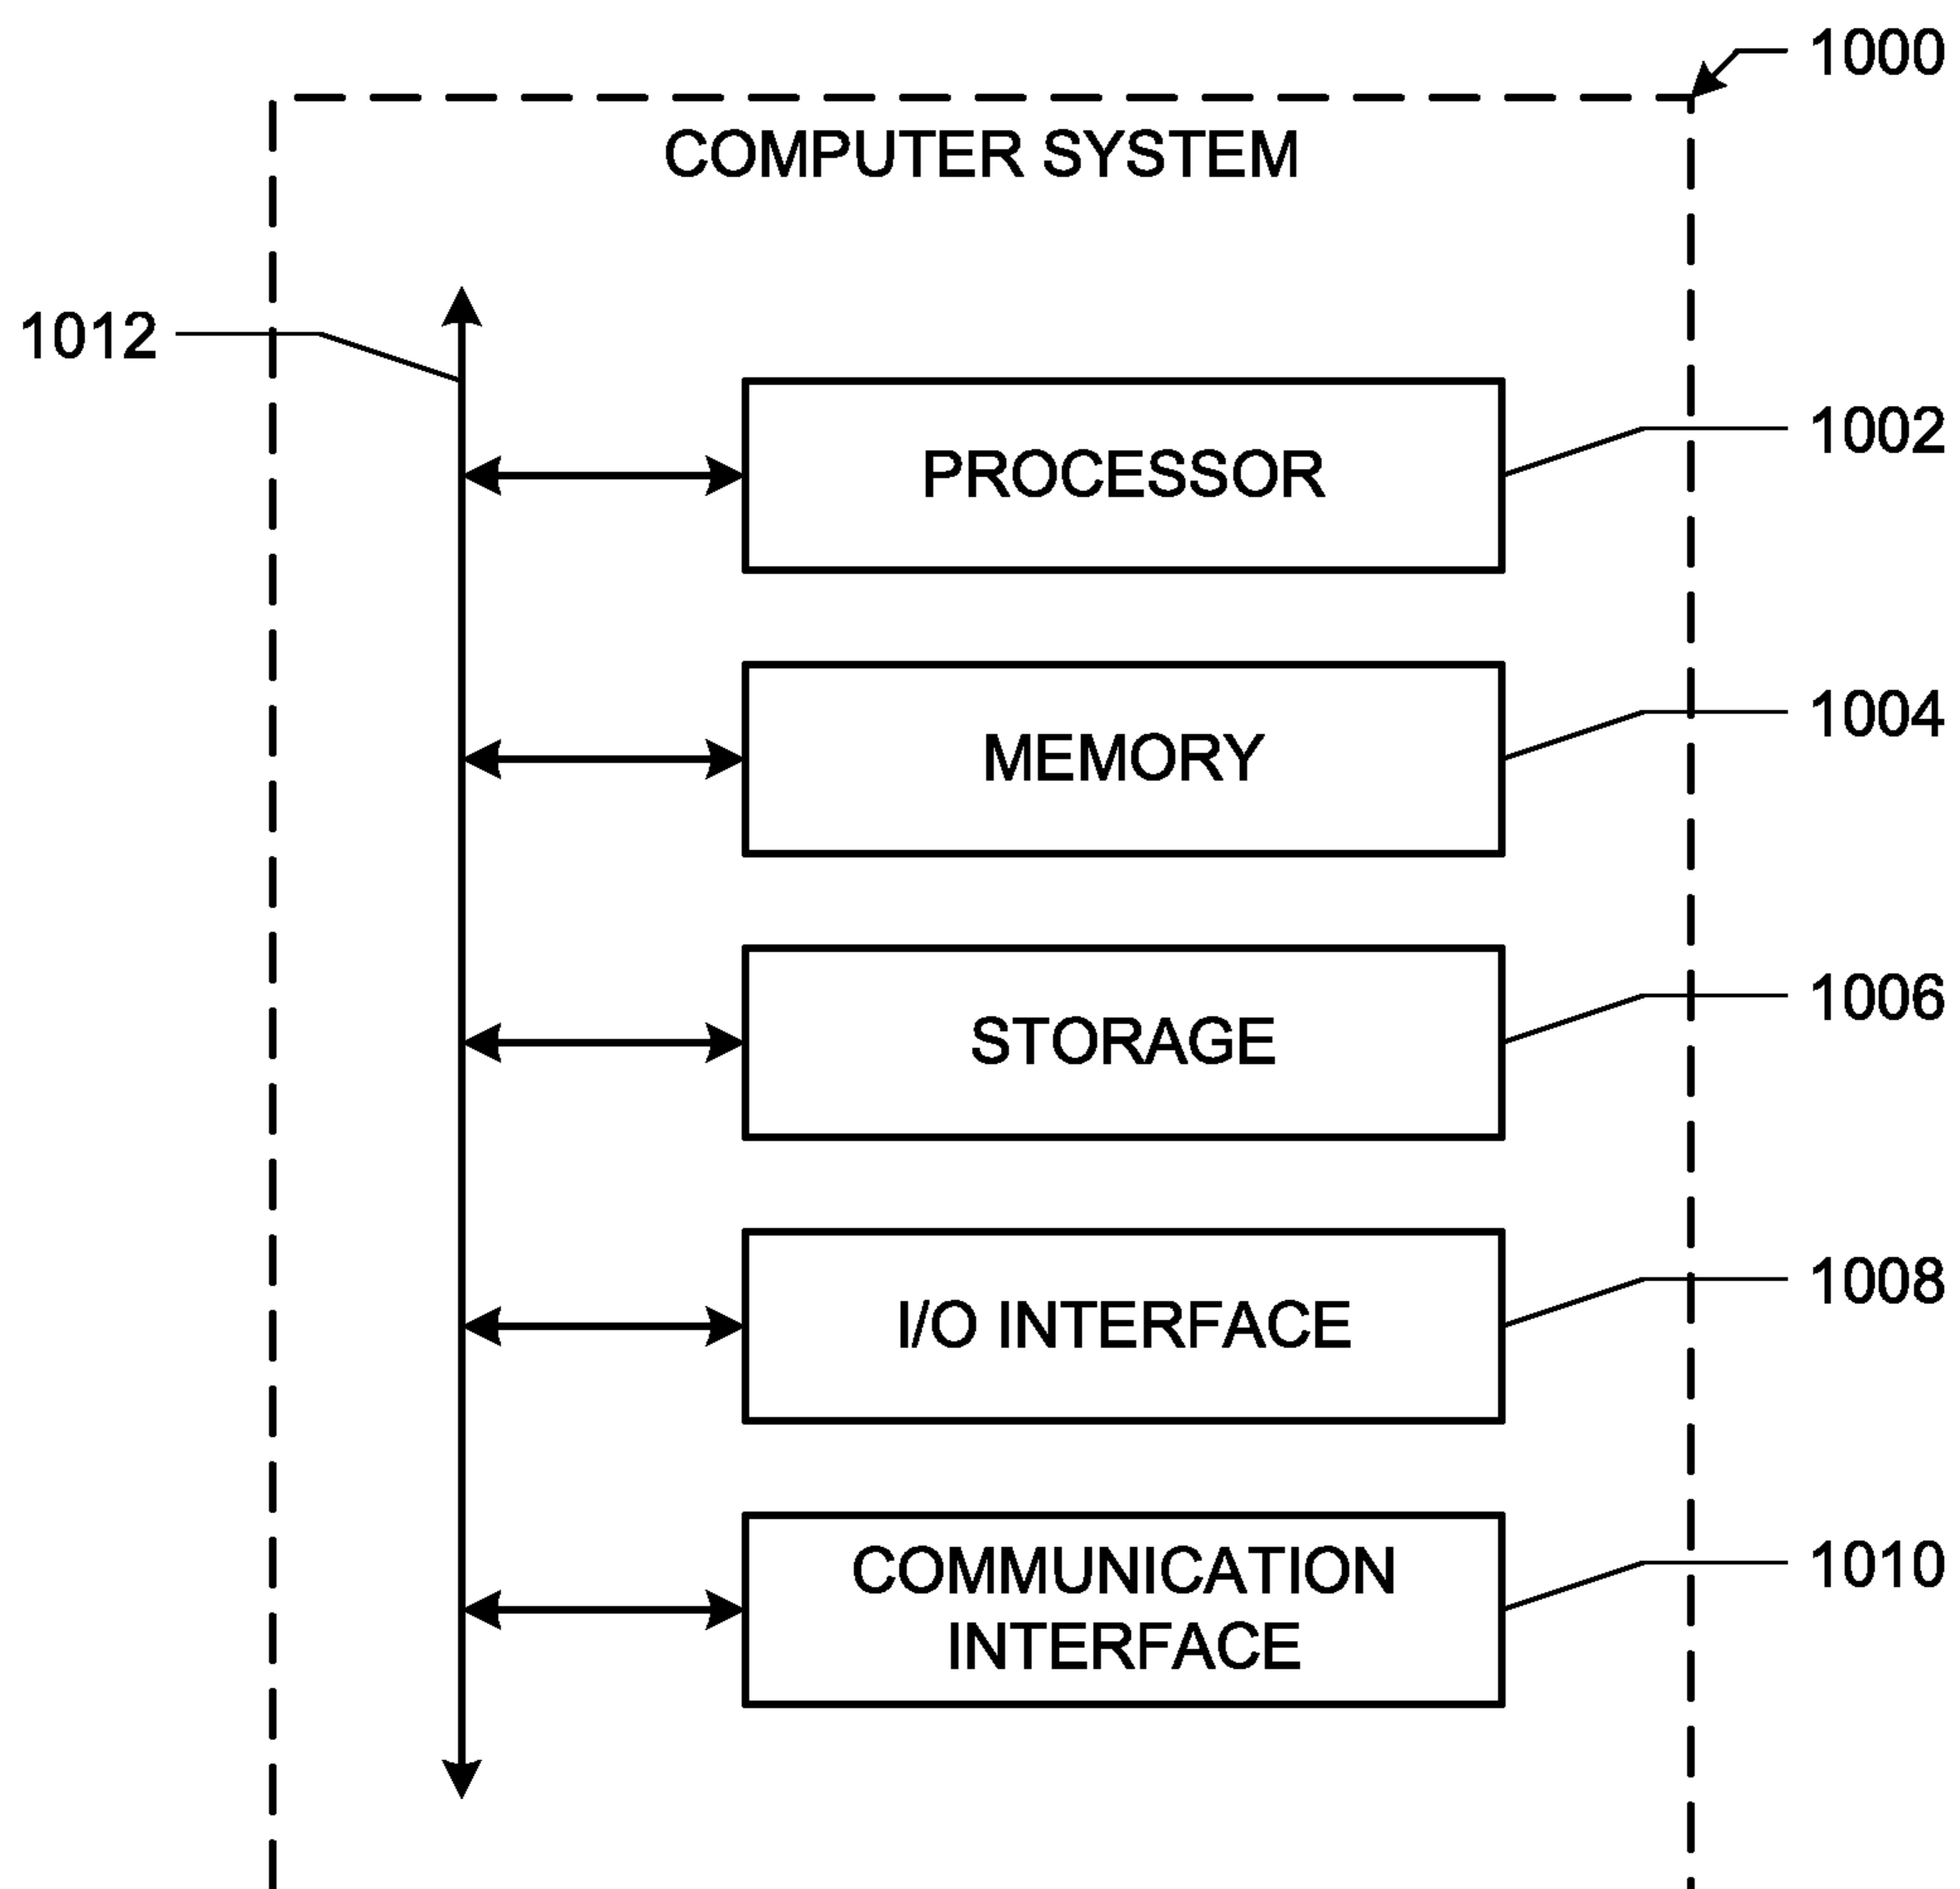 1000
COMPUTER SYSTEM
1012
PROCESSOR
1002
MEMORY
1004
STORAGE
1006
I/O INTERFACE
1008
COMMUNICATION
INTERFACE
1010